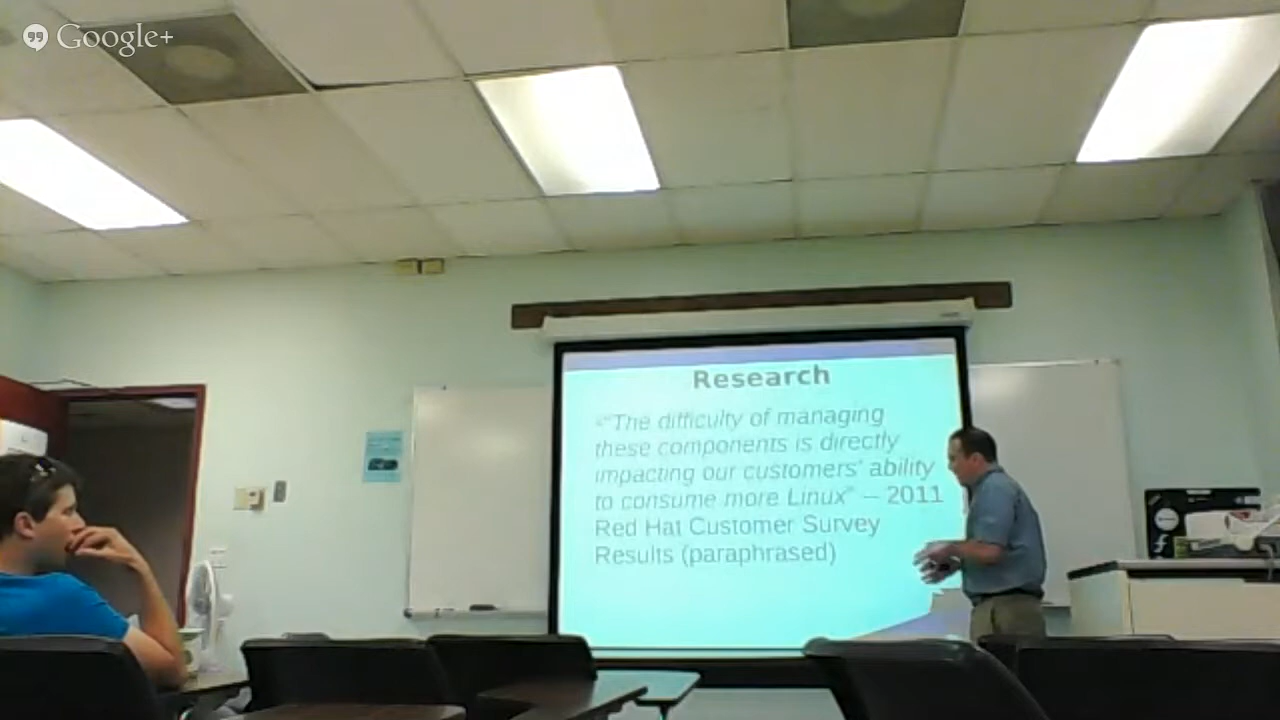 Google+
Research
"The difficulty of managing
these components is directly
impacting our customers' ability
to consume more Linux" – 2011
Red Hat Customer Survey
Results (paraphrased)